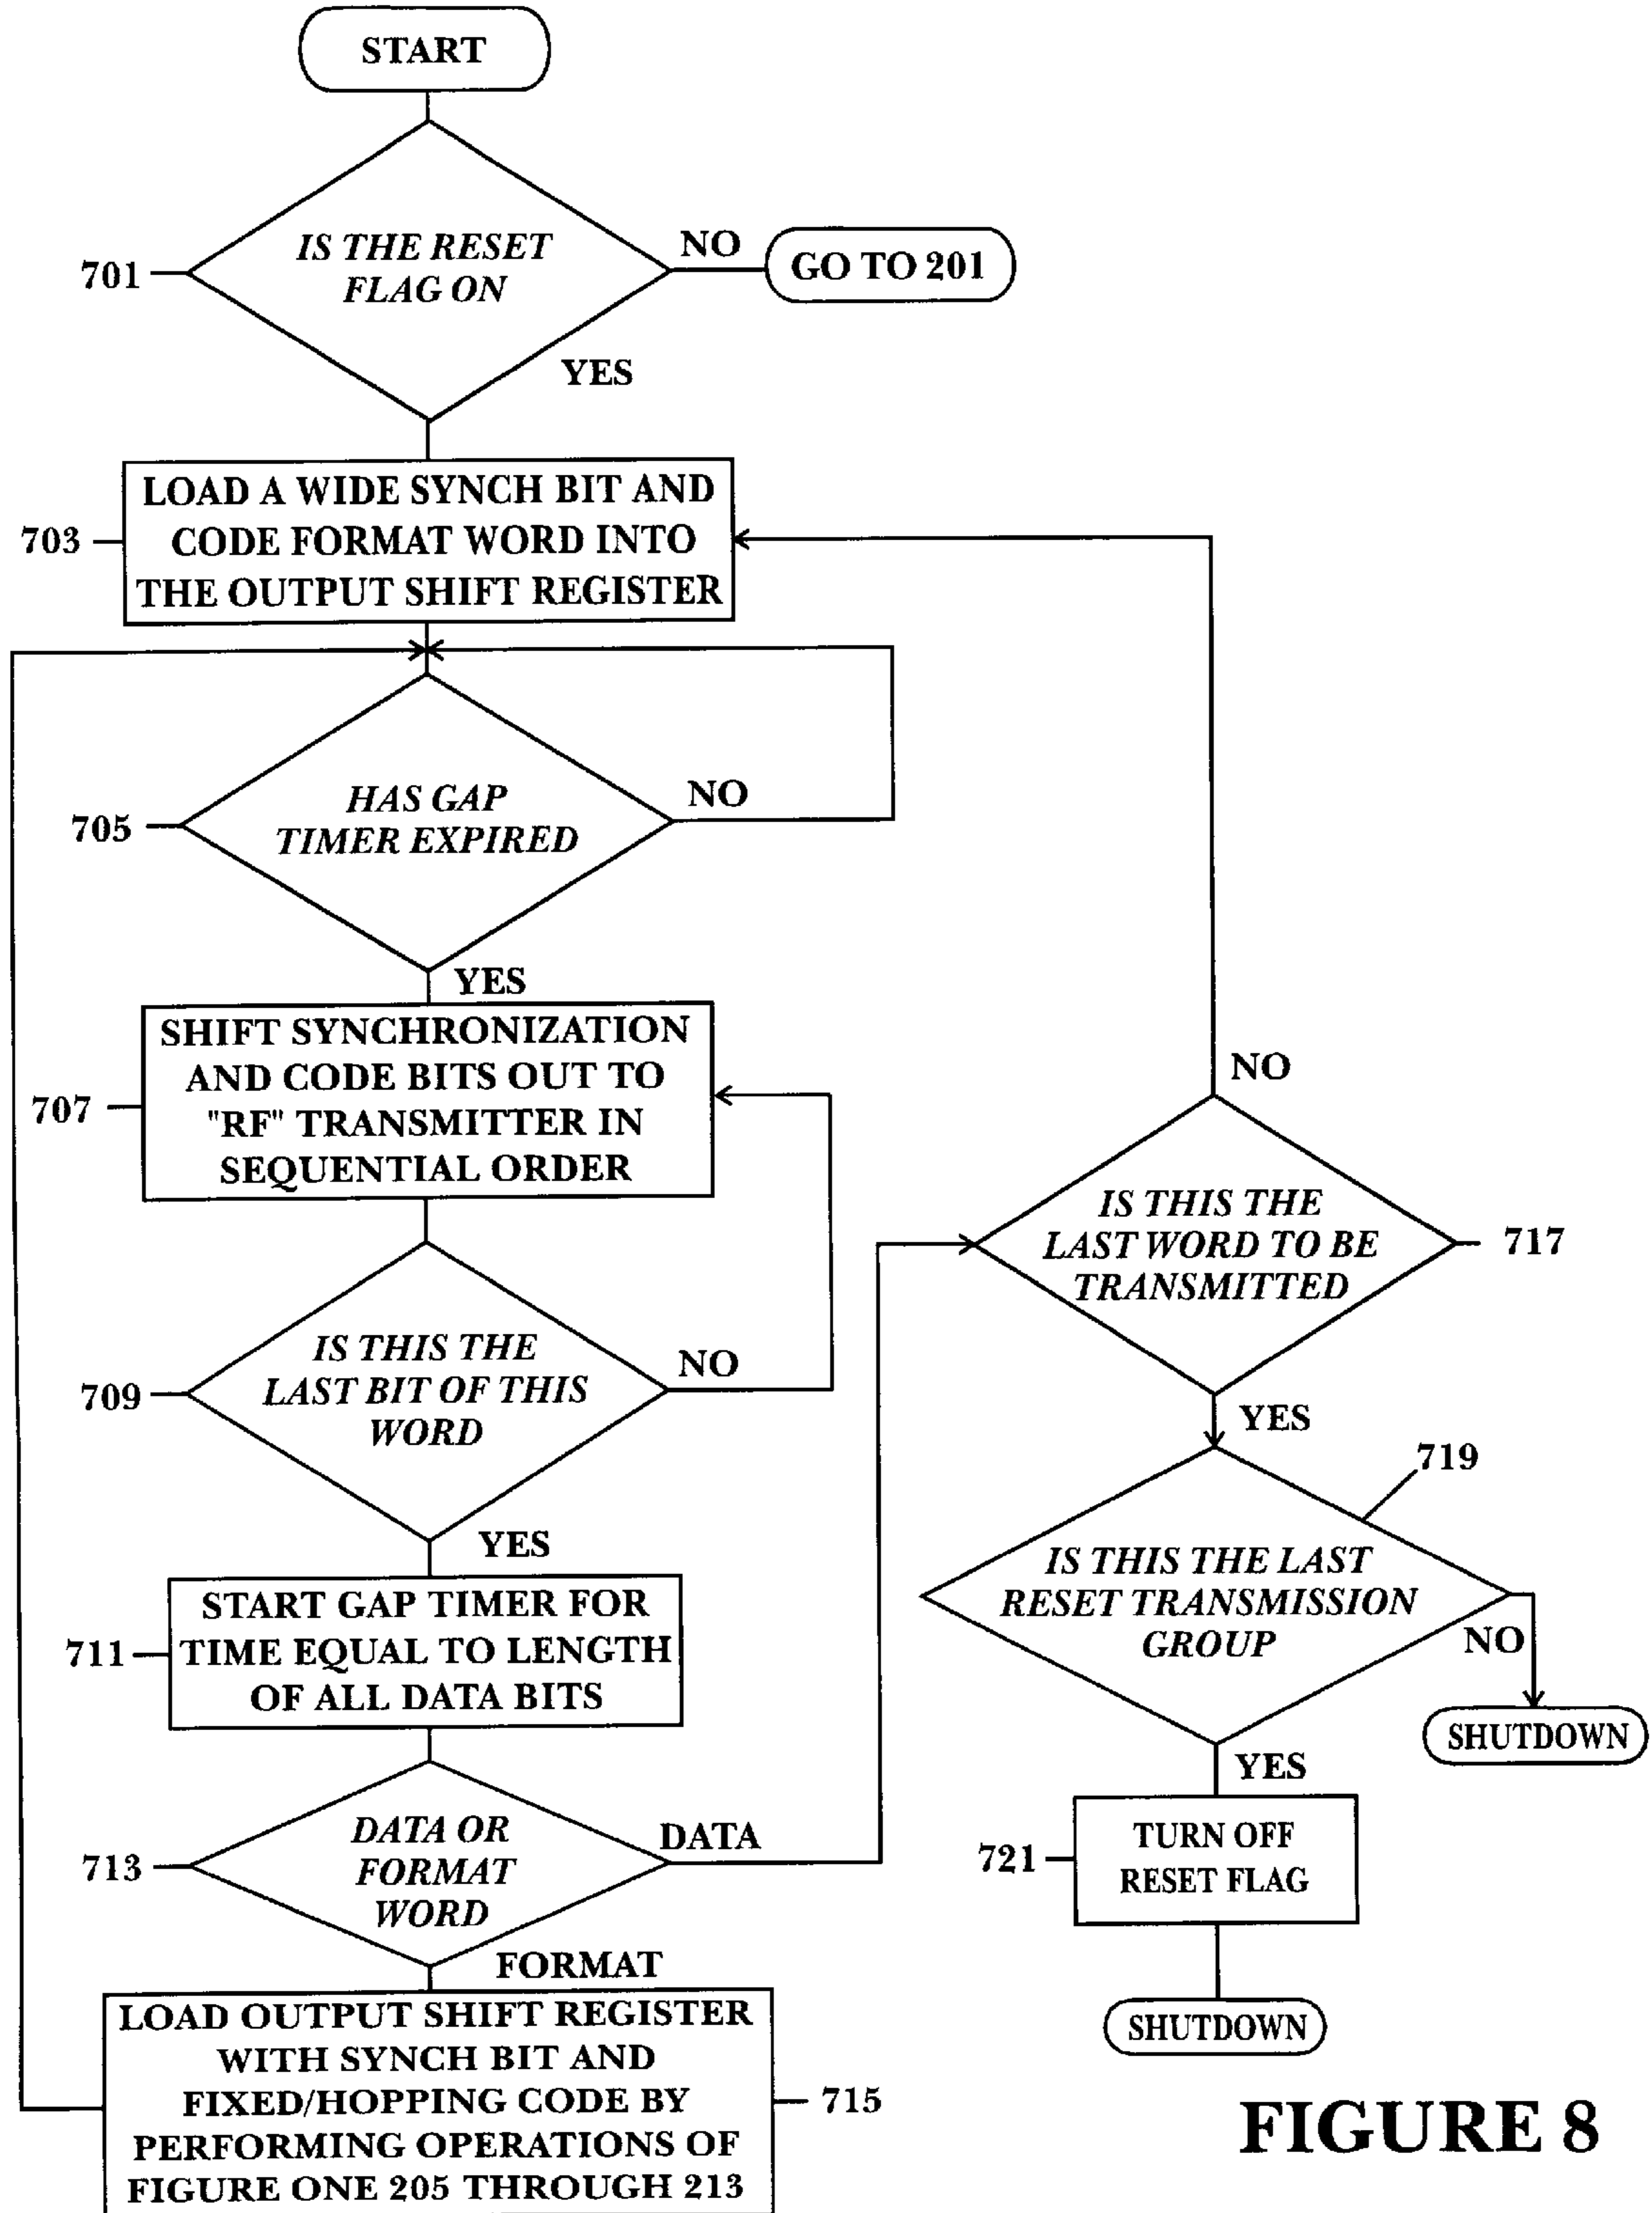 START
IS THE RESET
FLAG ON
701
NO
GO TO 201
YES
LOAD A WIDE SYNCH BIT AND
CODE FORMAT WORD INTO
THE OUTPUT SHIFT REGISTER
703
HAS GAP
TIMER EXPIRED
705
NO
YES
SHIFT SYNCHRONIZATION
AND CODE BITS OUT TO
"RF" TRANSMITTER IN
SEQUENTIAL ORDER
707
IS THIS THE
LAST BIT OF THIS
WORD
709
NO
YES
START GAP TIMER FOR
TIME EQUAL TO LENGTH
OF ALL DATA BITS
711
DATA OR
FORMAT
WORD
713
DATA
FORMAT
LOAD OUTPUT SHIFT REGISTER
WITH SYNCH BIT AND
FIXED/HOPPING CODE BY
PERFORMING OPERATIONS OF
FIGURE ONE 205 THROUGH 213
715
NO
IS THIS THE
LAST WORD TO BE
TRANSMITTED
717
YES
719
IS THIS THE LAST
RESET TRANSMISSION
GROUP
NO
SHUTDOWN
YES
TURN OFF
RESET FLAG
721
SHUTDOWN
FIGURE 8